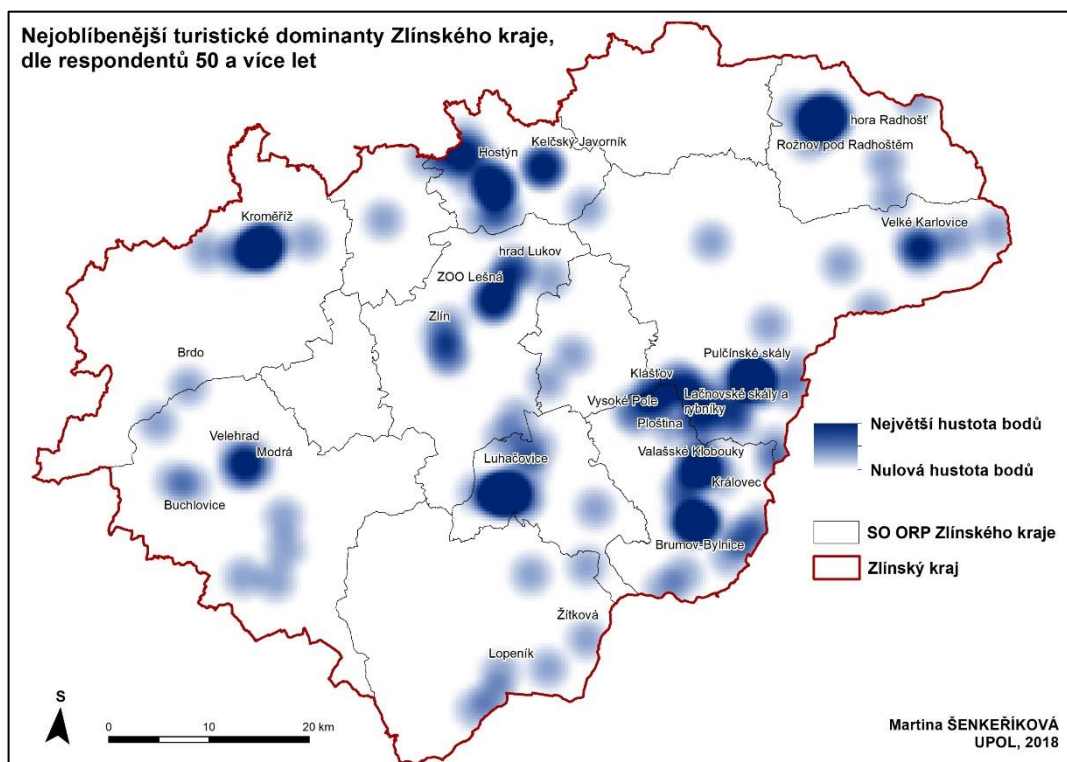 Nejoblíbenější turistické dominanty Zlínského kraje,
dle respondentů 50 a více let
hora Radhošť
Rožnov pod Radhoštěm
Kelčský Javorník
Hostýn
Kroměříž
Velké Karlovice
hrad Lukov
ZOO Lešná
Zlín
Brdo
Pulčínské skály
Klášťov
Lačnovské skály a
rybníky
Vysoké Pole
Ploština
Velehrad
Modrá
Luhačovice
Valašské Klobouky
Královec
Buchlovice
Brumov-Bylnice
Žítková
Lopeník
Největší hustota bodů
Nulová hustota bodů
SO ORP Zlínského kraje
Zlínský kraj
S
0 10 20 km
Martina ŠENKEŘÍKOVÁ
UPOL, 2018